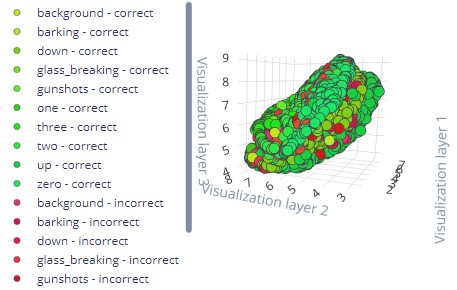 background - correct
barking - correct
down - correct
glass_breaking - correct
gunshots - correct
one - correct
three - correct
two - correct
up - correct
zero - correct
background - incorrect
barking - incorrect
down - incorrect
glass_breaking - incorrect
gunshots - incorrect
9
8
7
6
5
4
8
7
6
5
4
3
2
Visualization layer 3
Visualization layer 2
Visualization layer 1